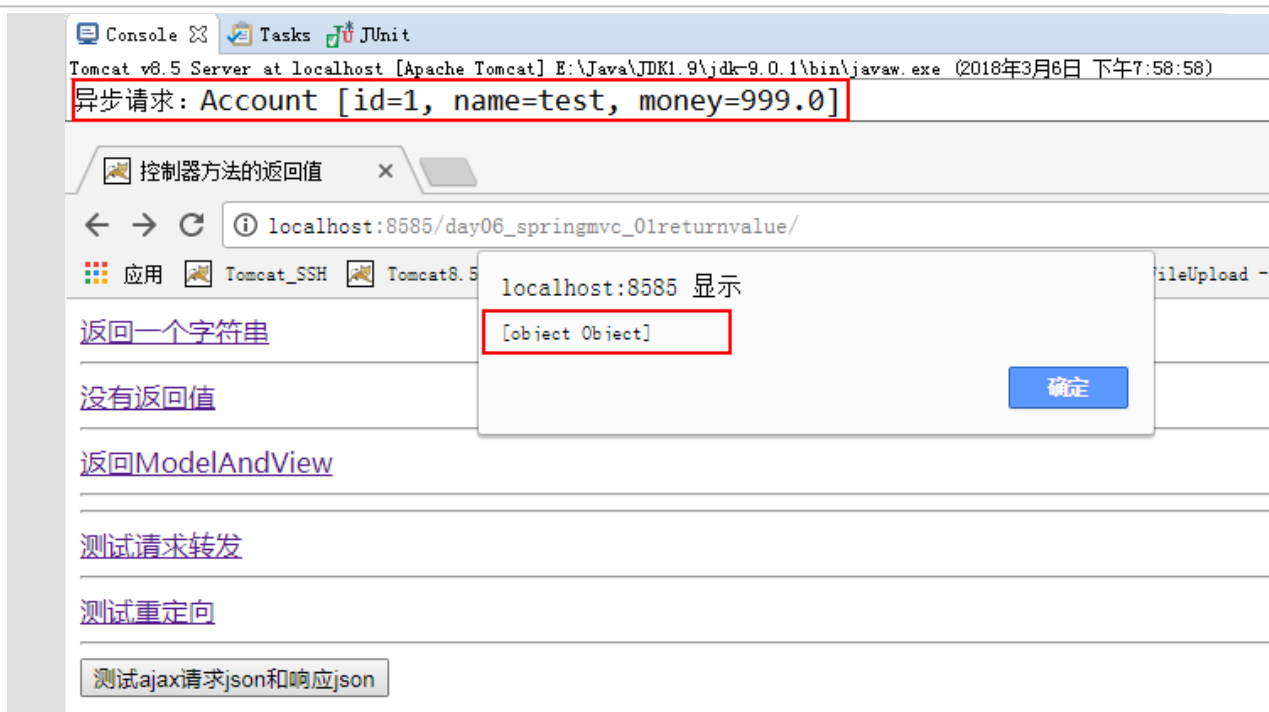 Console Tasks JUnit
Tomcat v8.5 Server at localhost [Apache Tomcat] E:\Java\JDK1.9\jdk-9.0.1\bin\javaw.exe (2018年3月6日 下午7:58:58)
异步请求：Account [id=1, name=test, money=999.0]
控制器方法的返回值
localhost:8585/day06_springmvc_01returnvalue/
应用 Tomcat_SSH Tomcat8.5 FileUpload -
localhost:8585 显示
[object Object]
确定
返回一个字符串
没有返回值
返回ModelAndView
测试请求转发
测试重定向
测试ajax请求json和响应json